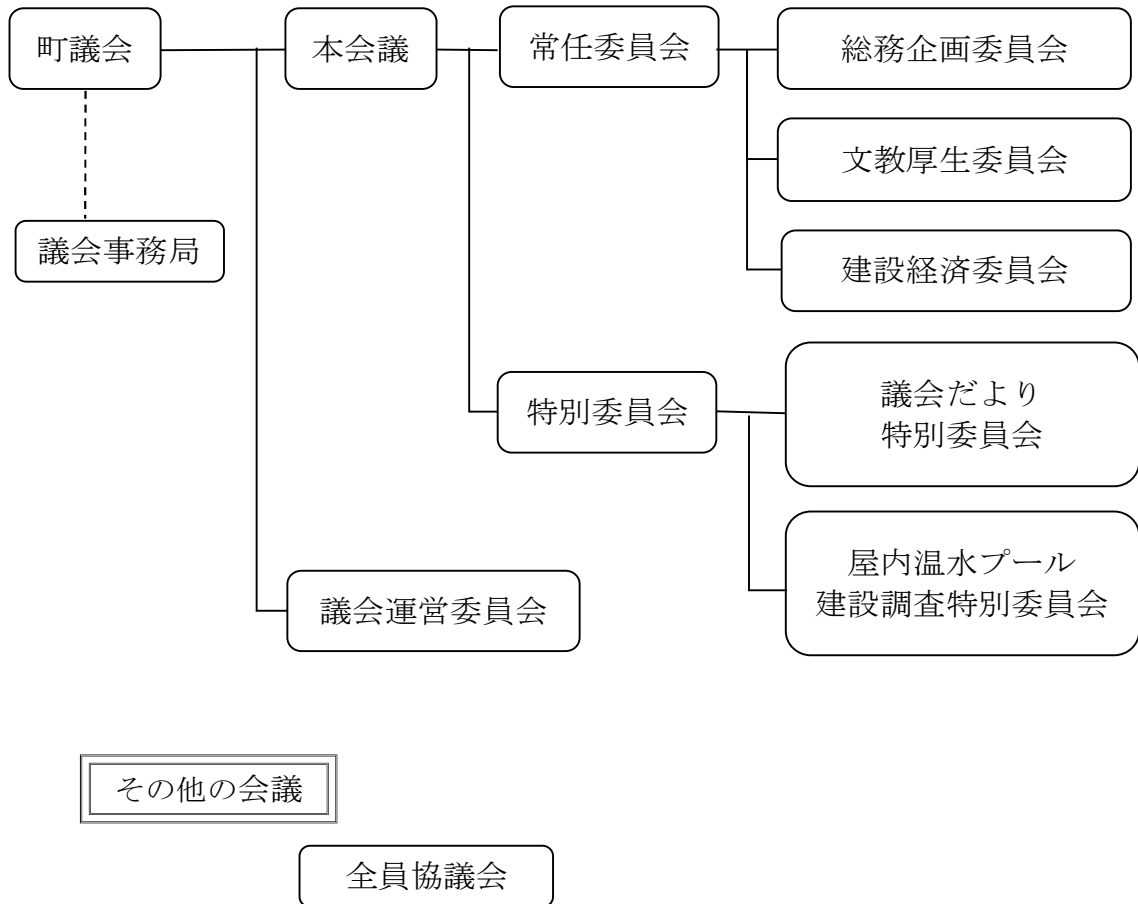 町議会
本会議
常任委員会
総務企画委員会
文教厚生委員会
議会事務局
建設経済委員会
特別委員会
議会だより
特別委員会
屋内温水プール
建設調査特別委員会
議会運営委員会
その他の会議
全員協議会